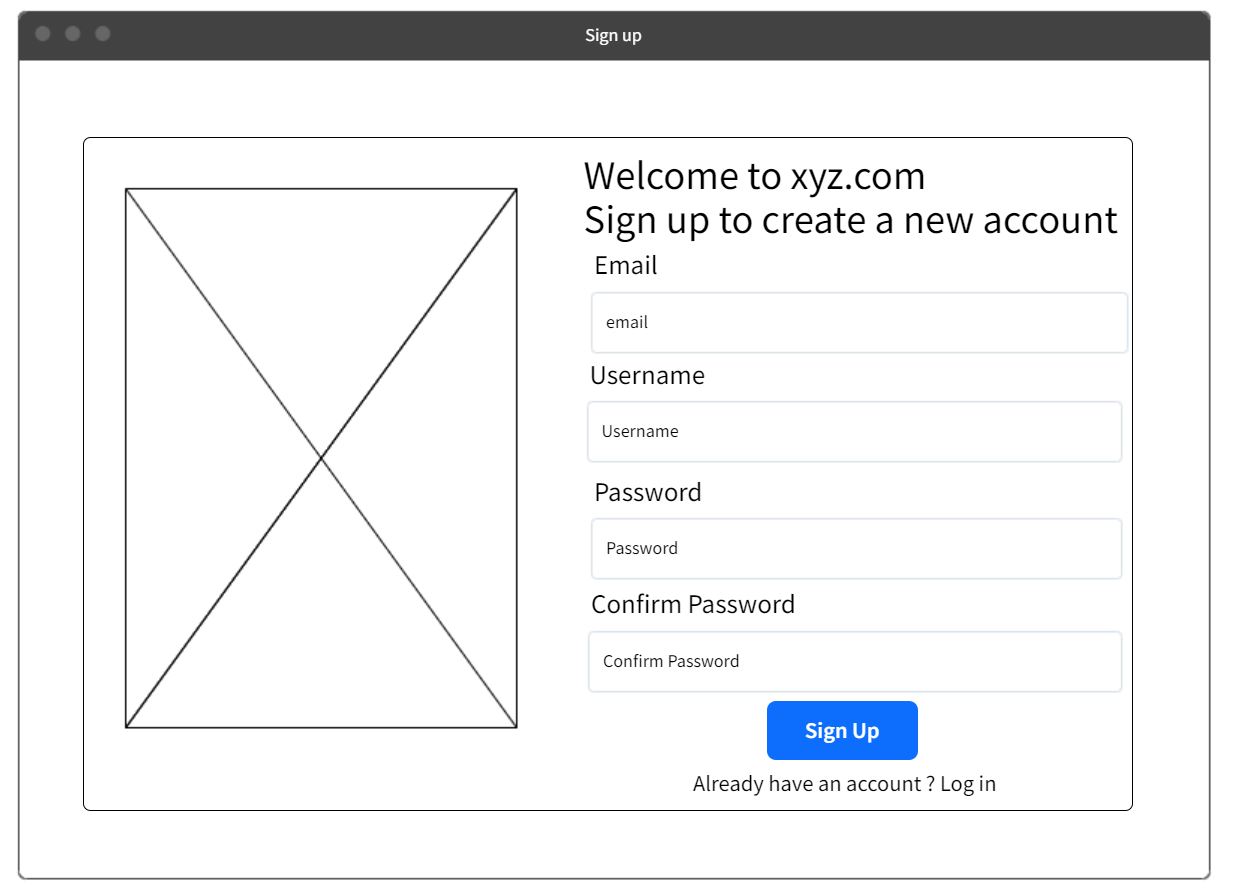 Sign up
Welcome to xyz.com
Sign up to create a new account
Email
email
Username
Username
Password
Password
Confirm Password
Confirm Password
Sign Up
Already have an account ? Log in